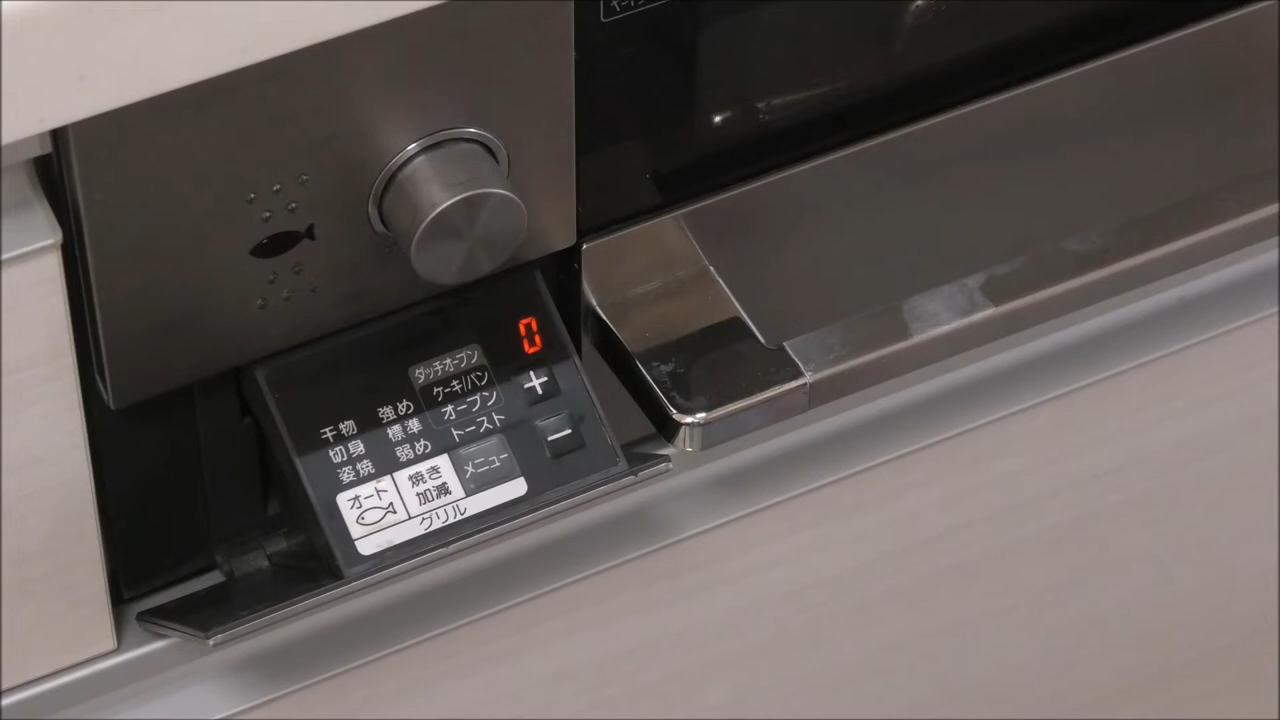 0
ダッチオーブン
ケーキ/パン
オーブン
トースト
+
−
干物 強め
切身 標準
姿焼 弱め
オート
焼き
加減
メニュー
グリル